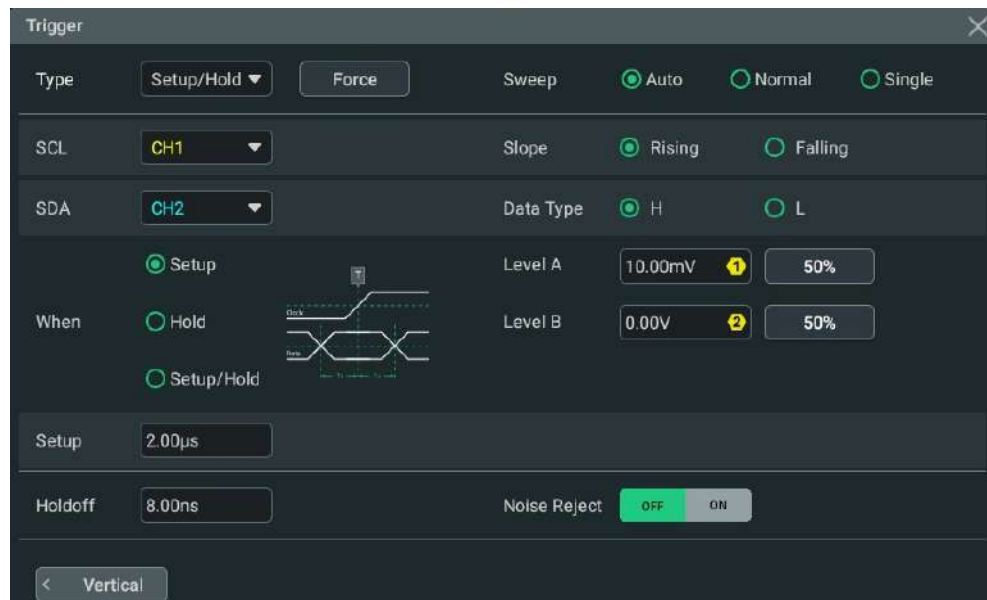 Trigger
Type Setup/Hold Force Sweep Auto Normal Single
SCL CH1 Slope Rising Falling
SDA CH2 Data Type H L
Setup Level A 10.00mV 1 50%
T
When Hold Clock Level B 0.00V 2 50%
Setup/Hold
Setup 2.00μs
Holdoff 8.00ns Noise Reject OFF ON
< Vertical